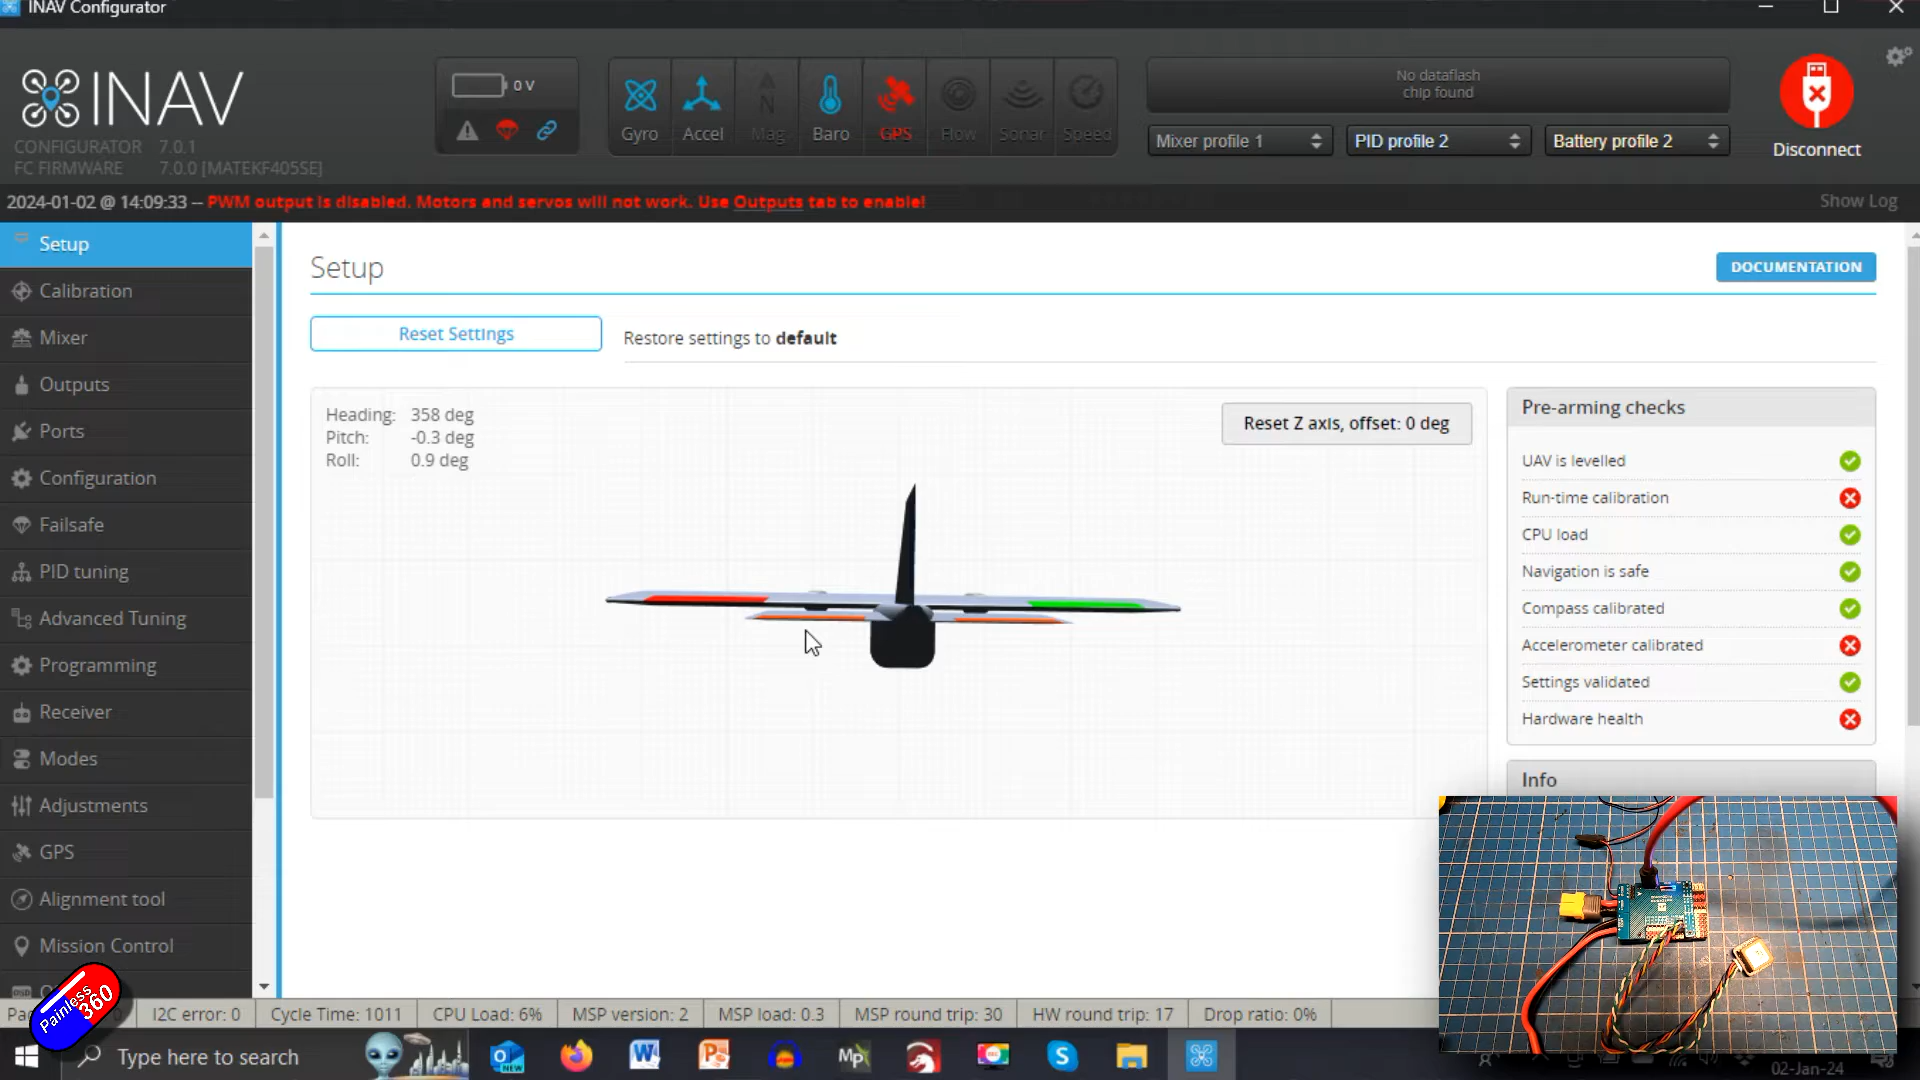 INAV Configurator
INAV
CONFIGURATOR 7.0.1
FC FIRMWARE 7.0.0 [MATEKF405SE]
0 V
Gyro
Accel
Mag
Baro
GPS
Flow
Sonar
Speed
No dataflash
chip found
Mixer profile 1
PID profile 2
Battery profile 2
Disconnect
2024-01-02 @ 14:09:33 -- PWM output is disabled. Motors and servos will not work. Use Outputs tab to enable!
Show Log
Setup
Calibration
Mixer
Outputs
Ports
Configuration
Failsafe
PID tuning
Advanced Tuning
Programming
Receiver
Modes
Adjustments
GPS
Alignment tool
Mission Control
Setup
DOCUMENTATION
Reset Settings
Restore settings to default
Heading: 358 deg
Pitch: -0.3 deg
Roll: 0.9 deg
Reset Z axis, offset: 0 deg
Pre-arming checks
UAV is levelled
Run-time calibration
CPU load
Navigation is safe
Compass calibrated
Accelerometer calibrated
Settings validated
Hardware health
Info
Painless 360
I2C error: 0
Cycle Time: 1011
CPU Load: 6%
MSP version: 2
MSP load: 0.3
MSP round trip: 30
HW round trip: 17
Drop ratio: 0%
Type here to search
NEW
Mp
02-Jan-24